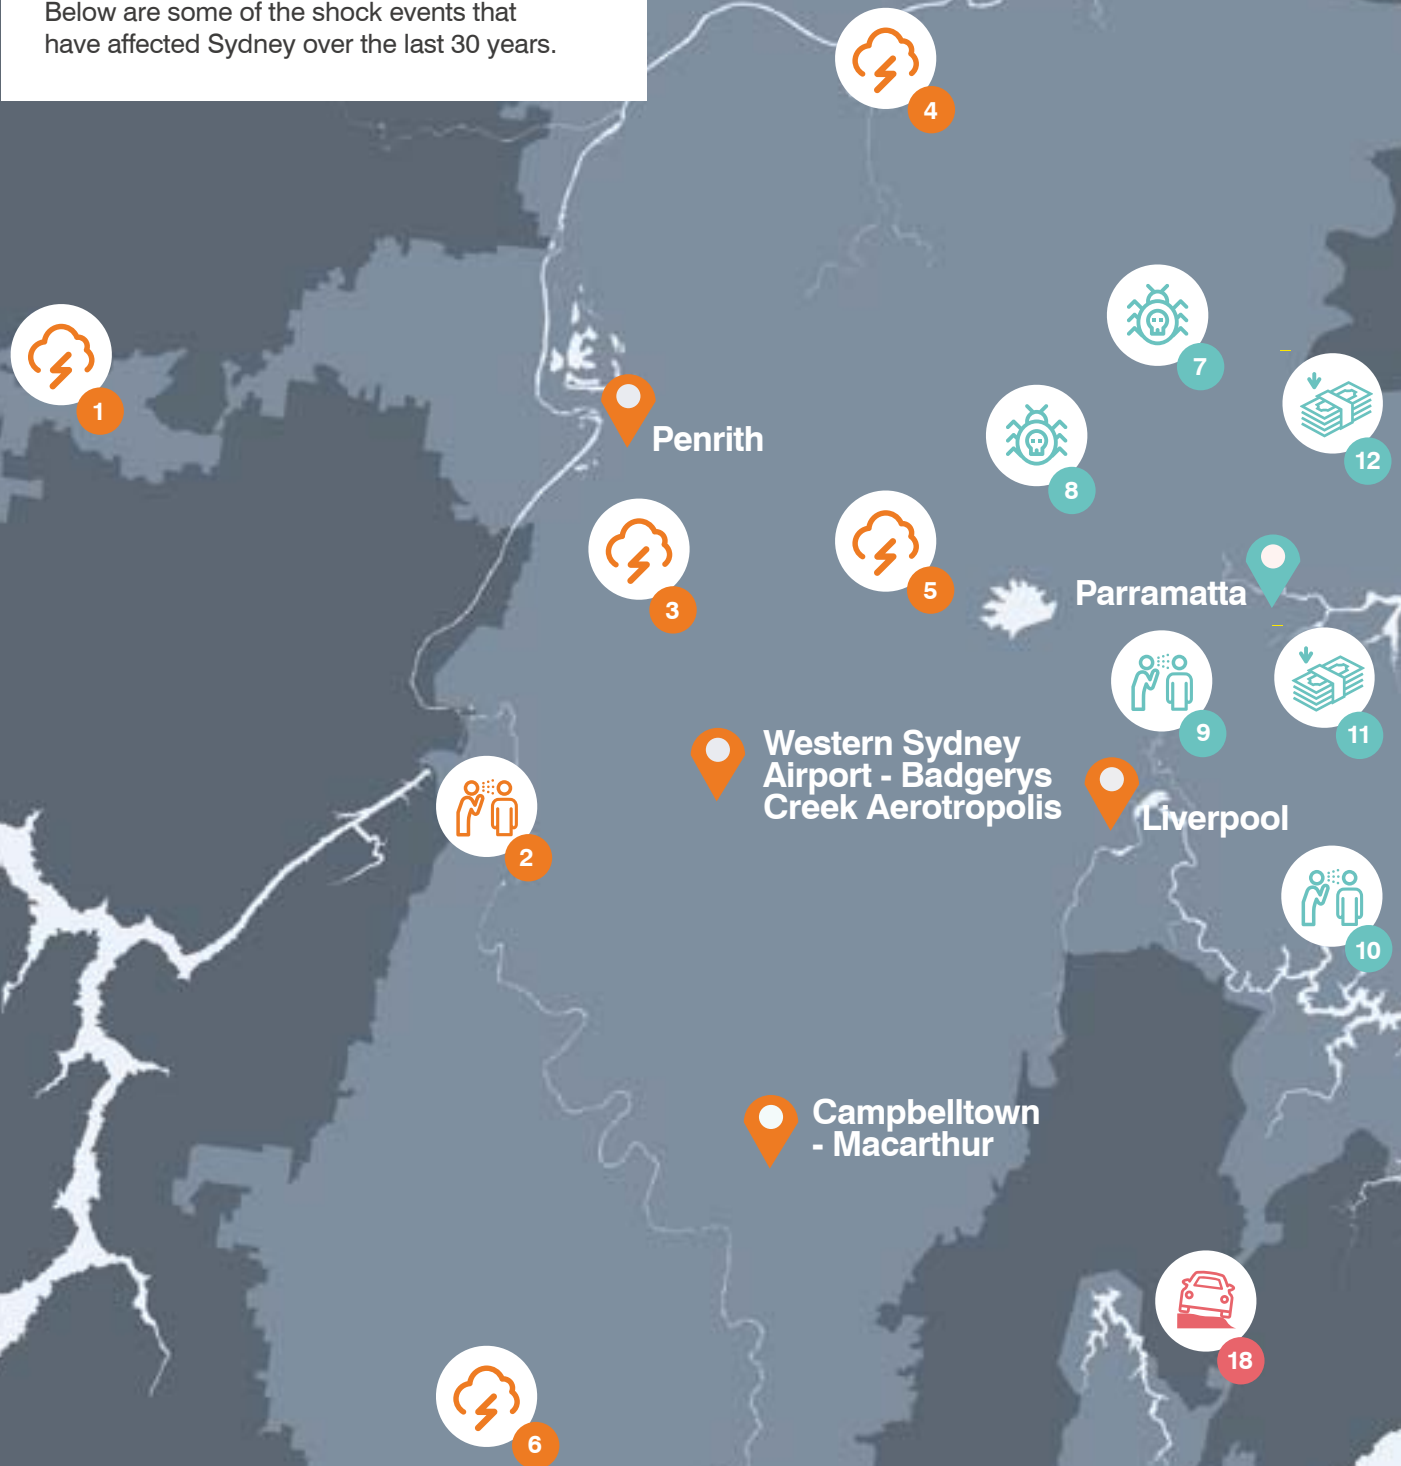 Below are some of the shock events that
have affected Sydney over the last 30 years.
4
7
1
12
Penrith
8
5
3
Parramatta
9
11
Western Sydney
Airport - Badgerys
Creek Aerotropolis
Liverpool
2
10
Campbelltown
- Macarthur
18
6